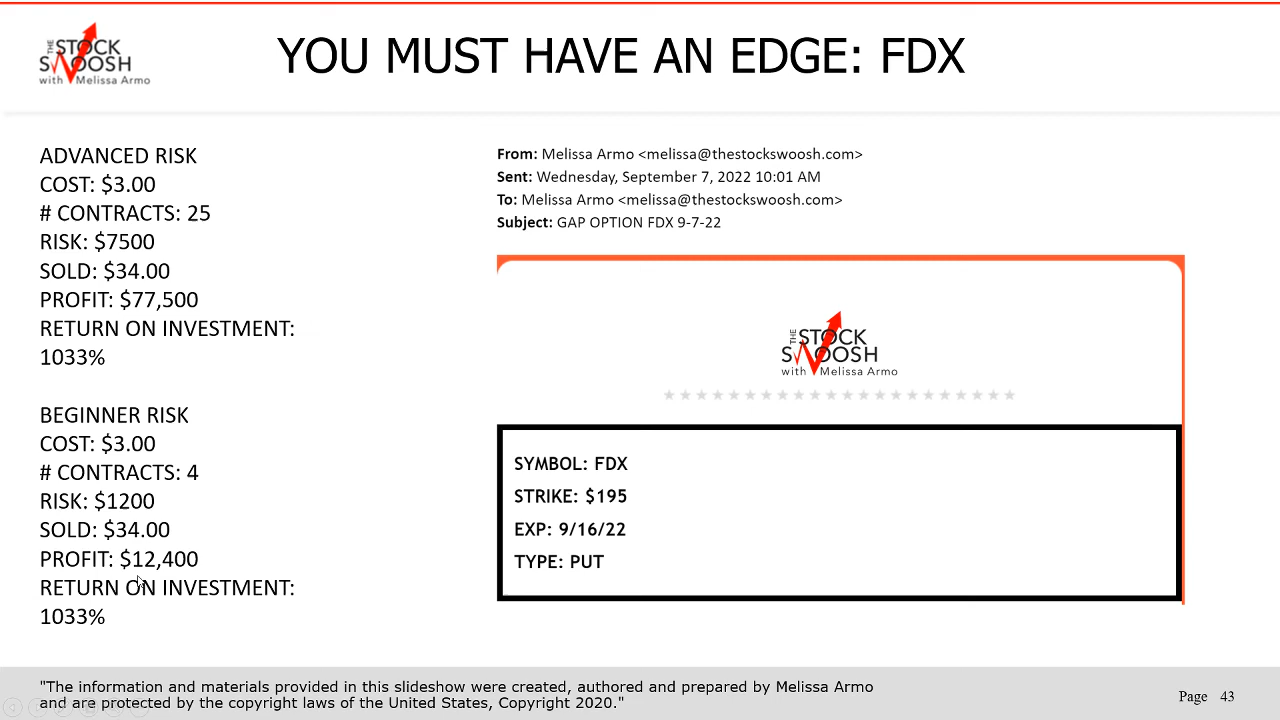 THE
STOCK
SWOOSH
with Melissa Armo
YOU MUST HAVE AN EDGE: FDX
ADVANCED RISK
COST: $3.00
# CONTRACTS: 25
RISK: $7500
SOLD: $34.00
PROFIT: $77,500
RETURN ON INVESTMENT:
1033%
BEGINNER RISK
COST: $3.00
# CONTRACTS: 4
RISK: $1200
SOLD: $34.00
PROFIT: $12,400
RETURN ON INVESTMENT:
1033%
From: Melissa Armo <melissa@thestockswoosh.com>
Sent: Wednesday, September 7, 2022 10:01 AM
To: Melissa Armo <melissa@thestockswoosh.com>
Subject: GAP OPTION FDX 9-7-22
THE
STOCK
SWOOSH
with Melissa Armo
SYMBOL: FDX
STRIKE: $195
EXP: 9/16/22
TYPE: PUT
"The information and materials provided in this slideshow were created, authored and prepared by Melissa Armo
and are protected by the copyright laws of the United States, Copyright 2020."
Page 43